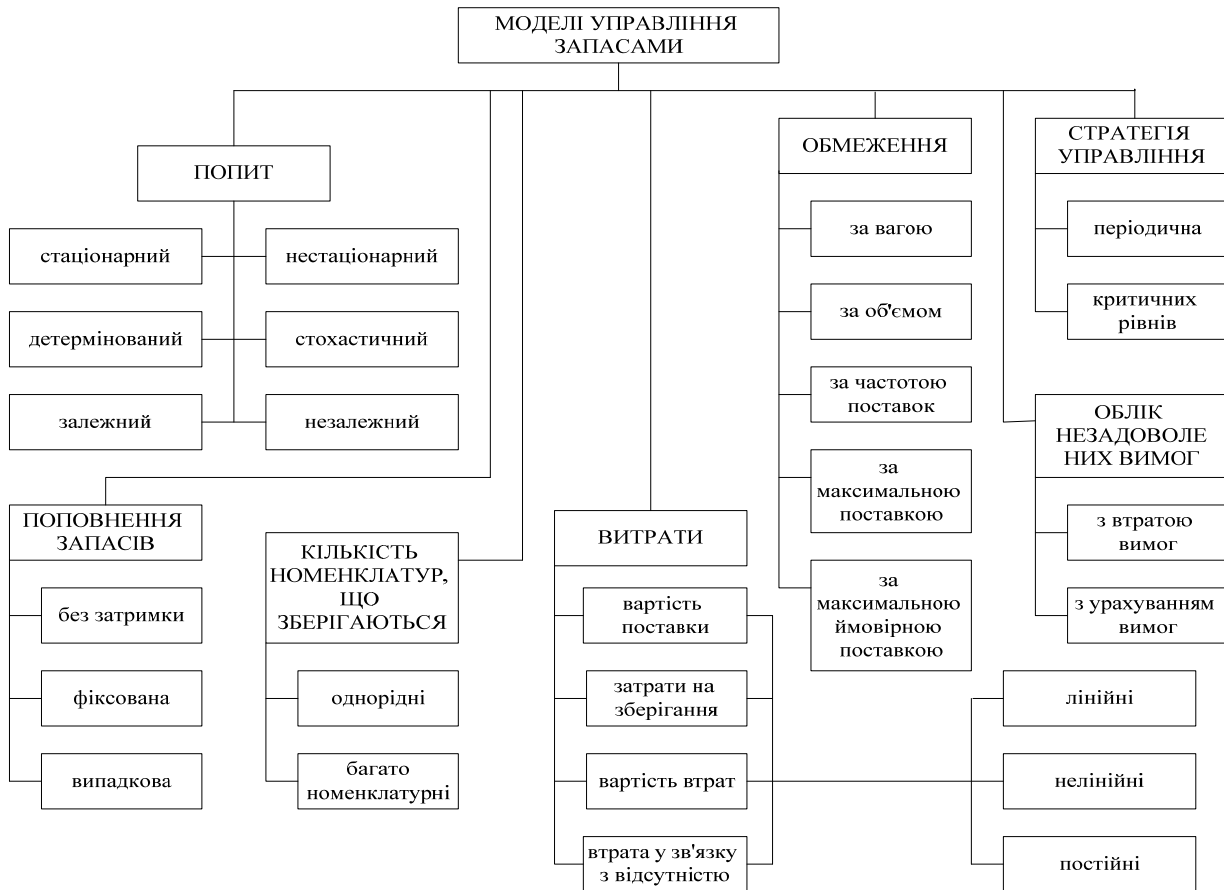 МОДЕЛІ УПРАВЛІННЯ
ЗАПАСАМИ
ПОПИТ
стаціонарний
нестаціонарний
детермінований
стохастичний
залежний
незалежний
ПОПОВНЕННЯ
ЗАПАСІВ
без затримки
фіксована
випадкова
КІЛЬКІСТЬ
НОМЕНКЛАТУР,
ЩО
ЗБЕРІГАЮТЬСЯ
однорідні
багато
номенклатурні
ВИТРАТИ
вартість
поставки
затрати на
зберігання
вартість втрат
втрата у зв'язку
з відсутністю
лінійні
нелінійні
постійні
ОБМЕЖЕННЯ
за вагою
за об'ємом
за частотою
поставок
за
максимальною
поставкою
за
максимальною
ймовірною
поставкою
СТРАТЕГІЯ
УПРАВЛІННЯ
періодична
критичних
рівнів
ОБЛІК
НЕЗАДОВОЛЕ
НИХ ВИМОГ
з втратою
вимог
з урахуванням
вимог